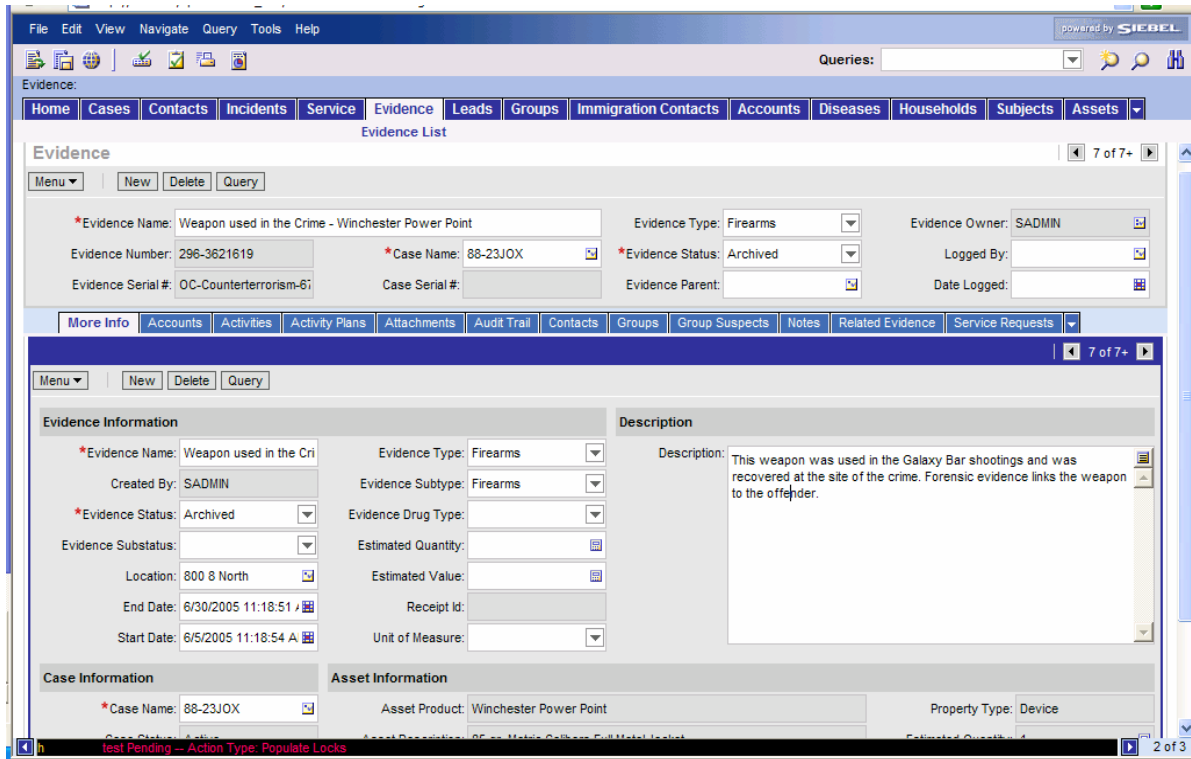 File Edit View Navigate Query Tools Help
powered by SIEBEL
Queries:
Evidence:
Home Cases Contacts Incidents Service Evidence Leads Groups Immigration Contacts Accounts Diseases Households Subjects Assets
Evidence List
Evidence
7 of 7+
Menu New Delete Query
*Evidence Name: Weapon used in the Crime - Winchester Power Point Evidence Type: Firearms Evidence Owner: SADMIN
Evidence Number: 296-3621619 *Case Name: 88-23JOX *Evidence Status: Archived Logged By:
Evidence Serial #: OC-Counterterrorism-67 Case Serial #: Evidence Parent: Date Logged:
More Info Accounts Activities Activity Plans Attachments Audit Trail Contacts Groups Group Suspects Notes Related Evidence Service Requests
7 of 7+
Menu New Delete Query
Evidence Information Description
*Evidence Name: Weapon used in the Cri Evidence Type: Firearms Description: This weapon was used in the Galaxy Bar shootings and was
recovered at the site of the crime. Forensic evidence links the weapon
to the offender.
Created By: SADMIN Evidence Subtype: Firearms
*Evidence Status: Archived Evidence Drug Type:
Evidence Substatus: Estimated Quantity:
Location: 800 8 North Estimated Value:
End Date: 6/30/2005 11:18:51 A Receipt Id:
Start Date: 6/5/2005 11:18:54 A Unit of Measure:
Case Information Asset Information
*Case Name: 88-23JOX Asset Product: Winchester Power Point Property Type: Device
h test Pending -- Action Type: Populate Locks 2 of 3